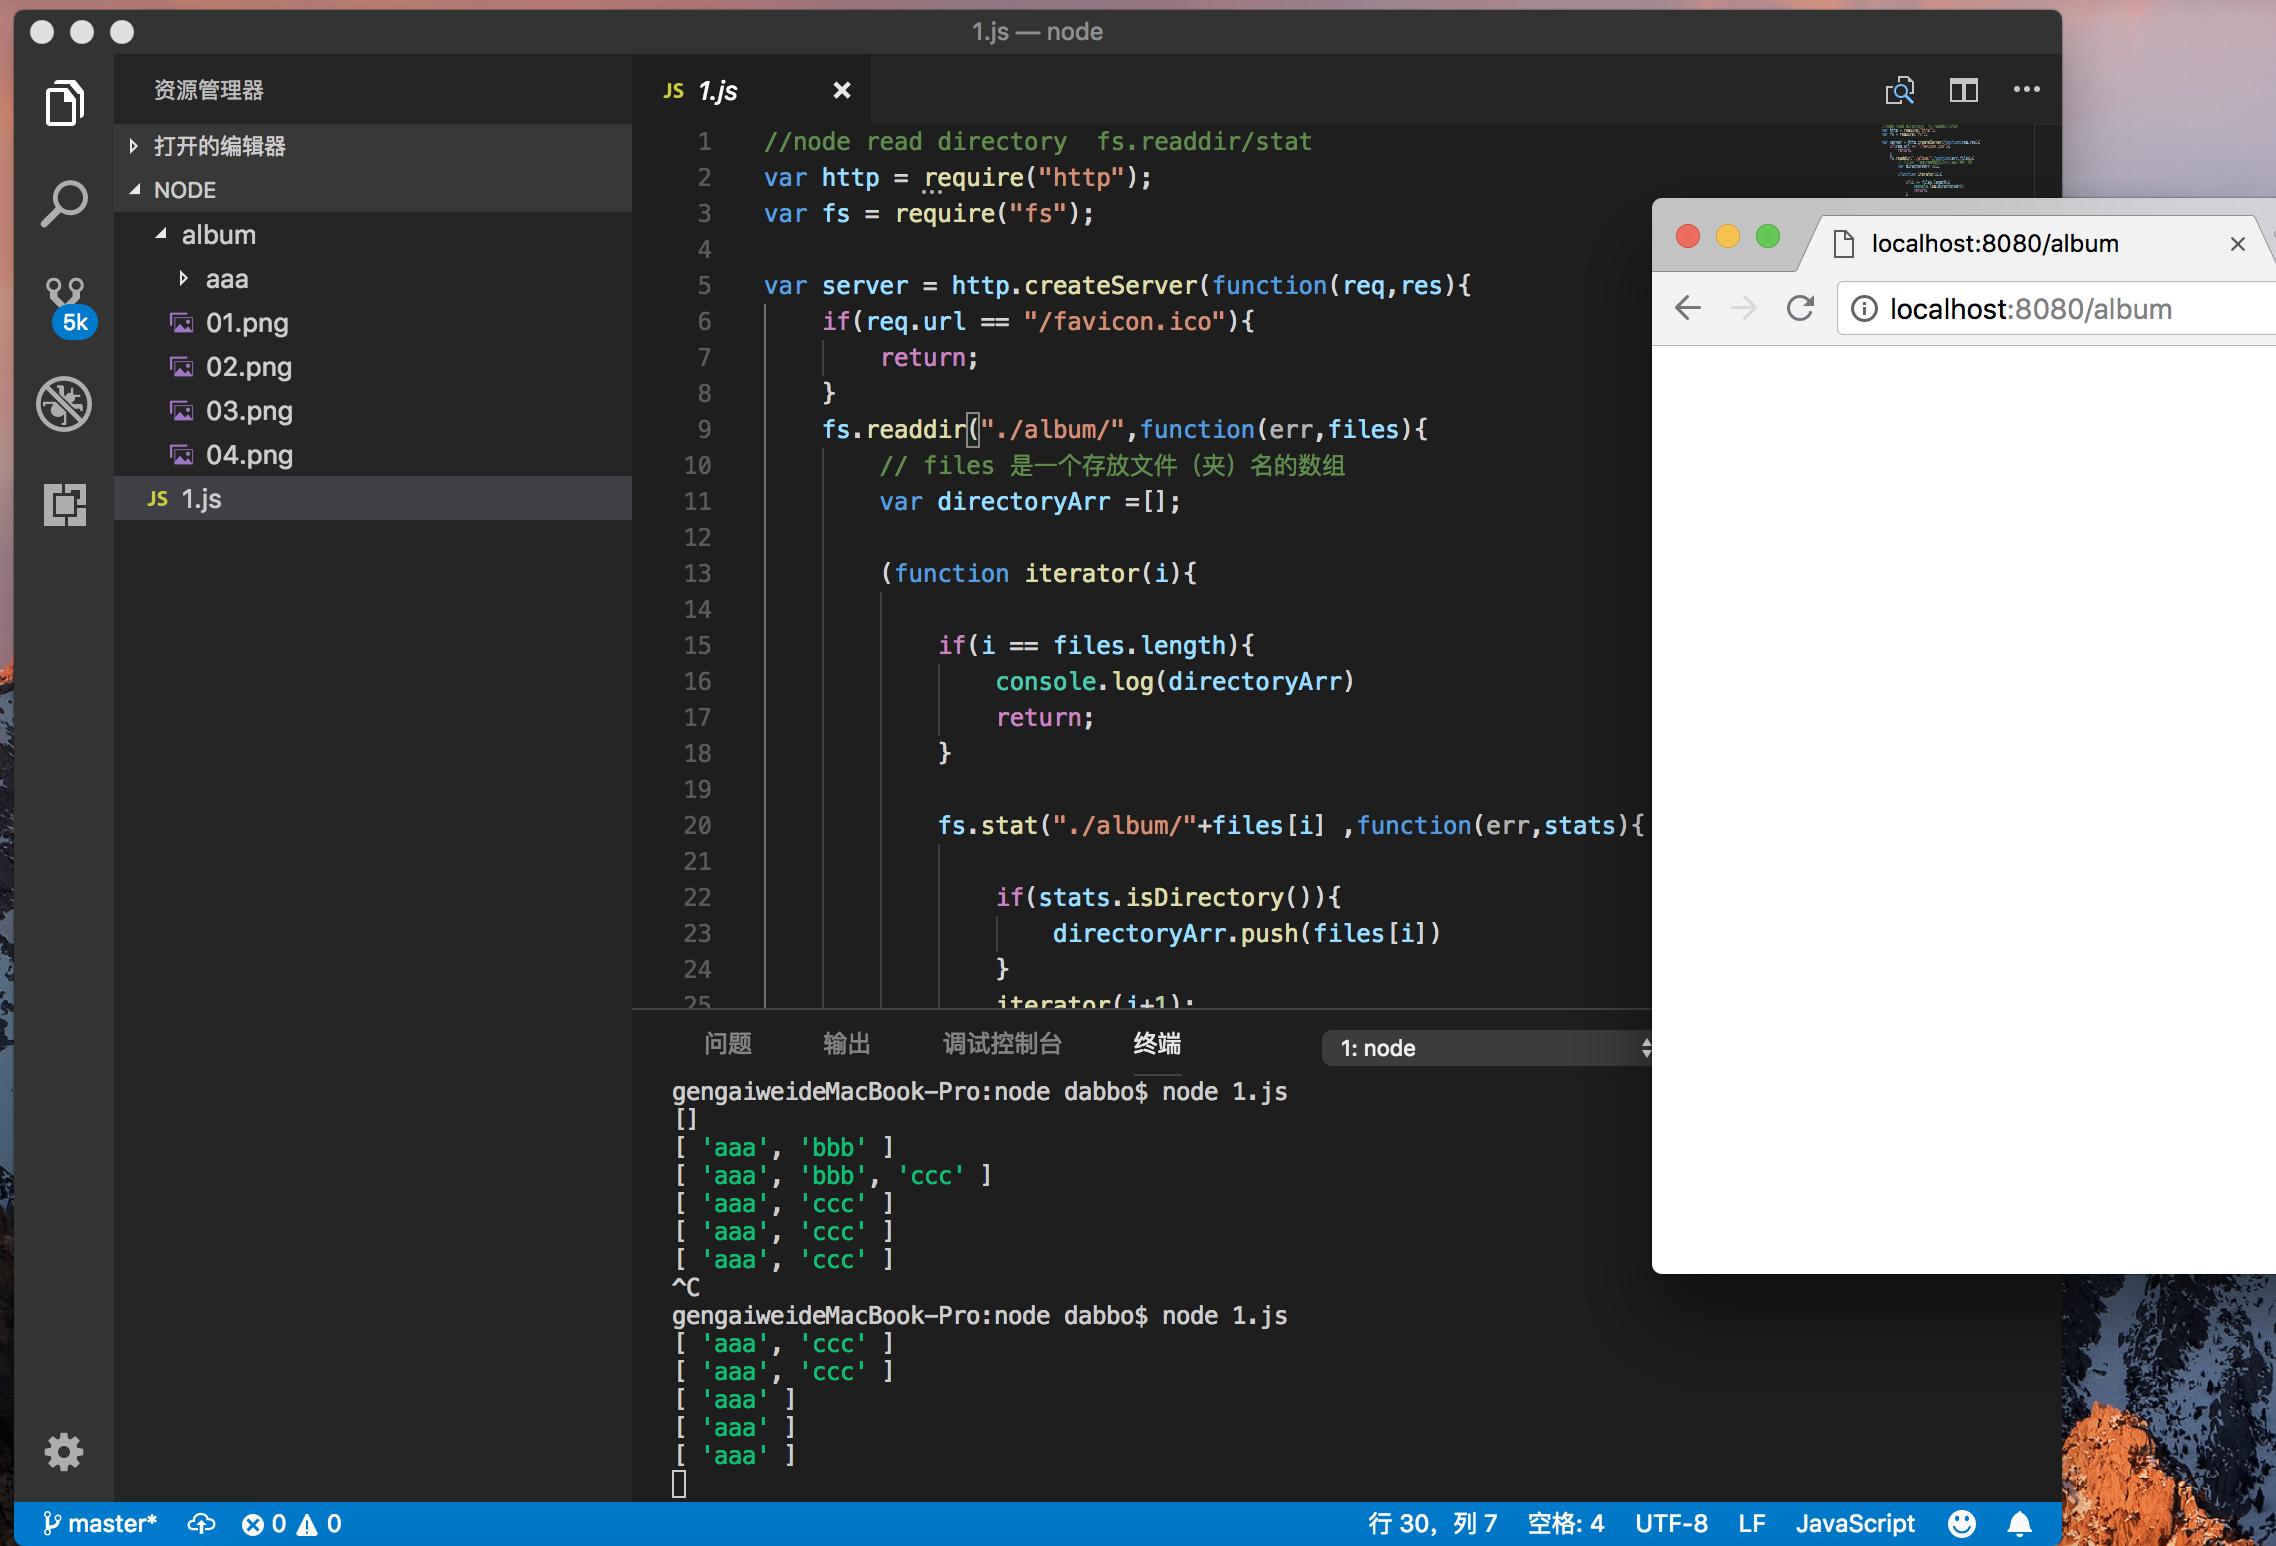 1.js — node
资源管理器
打开的编辑器
NODE
album
aaa
01.png
02.png
03.png
04.png
JS 1.js
5k
JS 1.js
1 //node read directory  fs.readdir/stat
2 var http = require("http");
3 var fs = require("fs");
4
5 var server = http.createServer(function(req,res){
6     if(req.url == "/favicon.ico"){
7         return;
8     }
9     fs.readdir("./album/",function(err,files){
10         // files 是一个存放文件（夹）名的数组
11         var directoryArr =[];
12
13         (function iterator(i){
14
15             if(i == files.length){
16                 console.log(directoryArr)
17                 return;
18             }
19
20             fs.stat("./album/"+files[i] ,function(err,stats){
21
22                 if(stats.isDirectory()){
23                     directoryArr.push(files[i])
24                 }
25                 iterator(i+1);
问题 输出 调试控制台 终端 1: node
gengaiweideMacBook-Pro:node dabbo$ node 1.js
[]
[ 'aaa', 'bbb' ]
[ 'aaa', 'bbb', 'ccc' ]
[ 'aaa', 'ccc' ]
[ 'aaa', 'ccc' ]
[ 'aaa', 'ccc' ]
^C
gengaiweideMacBook-Pro:node dabbo$ node 1.js
[ 'aaa', 'ccc' ]
[ 'aaa', 'ccc' ]
[ 'aaa' ]
[ 'aaa' ]
[ 'aaa' ]
localhost:8080/album
localhost:8080/album
master* 0 0 行 30，列 7 空格: 4 UTF-8 LF JavaScript